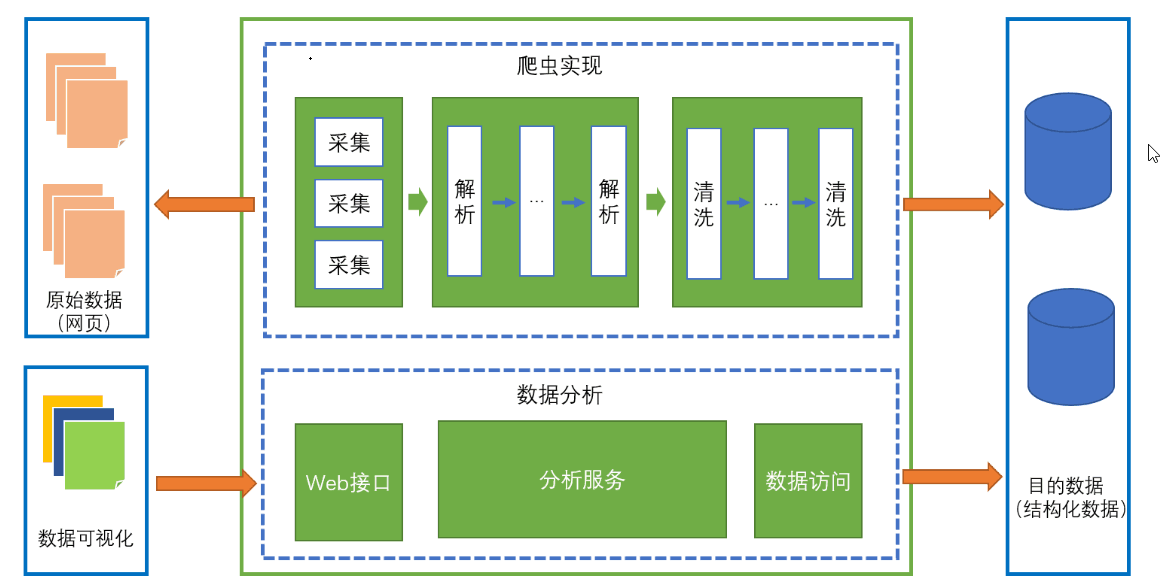 爬虫实现
采集
采集
采集
解析
...
解析
清洗
...
清洗
原始数据
（网页）
数据分析
Web接口
分析服务
数据访问
数据可视化
目的数据
（结构化数据）